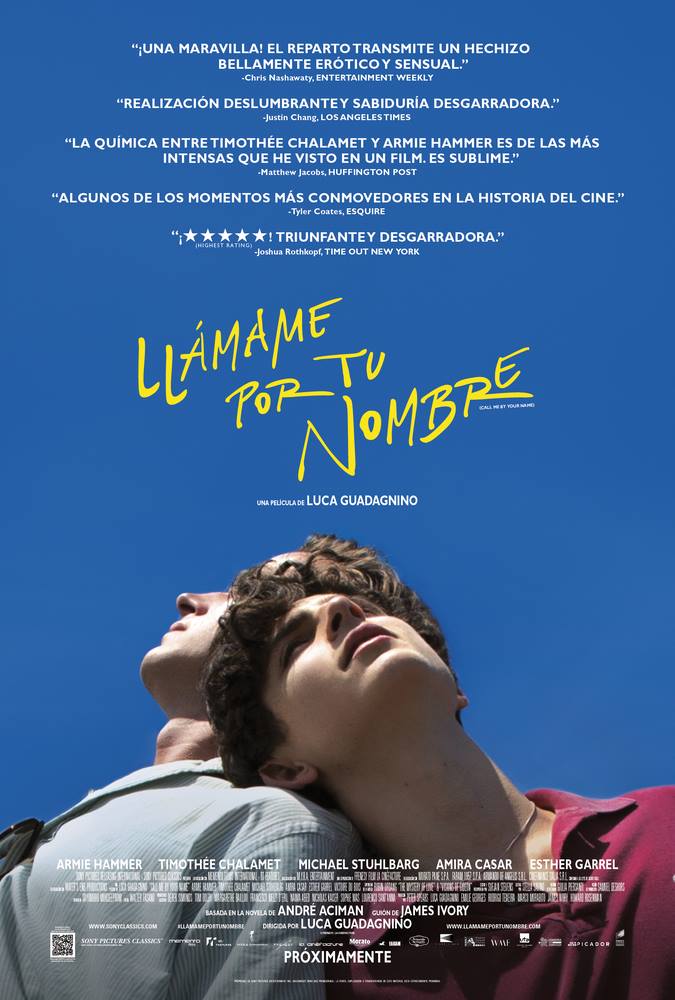 “¡UNA MARAVILLA! EL REPARTO TRANSMITE UN HECHIZO
BELLAMENTE ERÓTICO Y SENSUAL.”
-Chris Nashawaty, ENTERTAINMENT WEEKLY
“REALIZACIÓN DESLUMBRANTE Y SABIDURÍA DESGARRADORA.”
-Justin Chang, LOS ANGELES TIMES
“LA QUÍMICA ENTRE TIMOTHÉE CHALAMET Y ARMIE HAMMER ES DE LAS MÁS
INTENSAS QUE HE VISTO EN UN FILM. ES SUBLIME.”
-Matthew Jacobs, HUFFINGTON POST
“ALGUNOS DE LOS MOMENTOS MÁS CONMOVEDORES EN LA HISTORIA DEL CINE.”
-Tyler Coates, ESQUIRE
“¡★★★★★! TRIUNFANTE Y DESGARRADORA.”
(HIGHEST RATING)
-Joshua Rothkopf, TIME OUT NEW YORK
LLÁMAME
POR TU
NOMBRE
(CALL ME BY YOUR NAME)
UNA PELÍCULA DE LUCA GUADAGNINO
ARMIE HAMMER TIMOTHÉE CHALAMET MICHAEL STUHLBARG AMIRA CASAR ESTHER GARREL
BASADA EN LA NOVELA DE ANDRÉ ACIMAN GUIÓN DE JAMES IVORY
WWW.SONYCLASSICS.COM #LLAMAMEPORTUNOMBRE DIRIGIDA POR LUCA GUADAGNINO WWW.LLAMAMEPORTUNOMBRE.COM
SONY PICTURES CLASSICS memento PICADOR
PRÓXIMAMENTE